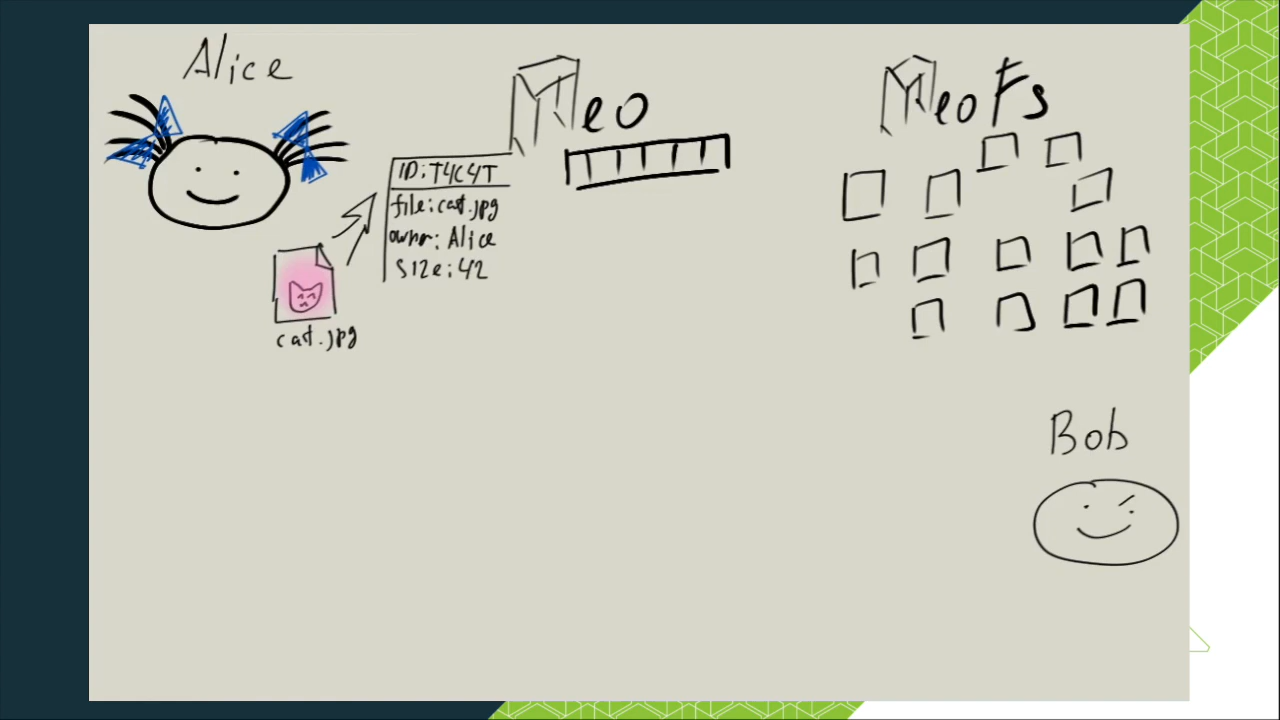 Alice
Neo
NeoFS
ID: T4C4T
file: cat.jpg
owner: Alice
size: 42
cat.jpg
Bob